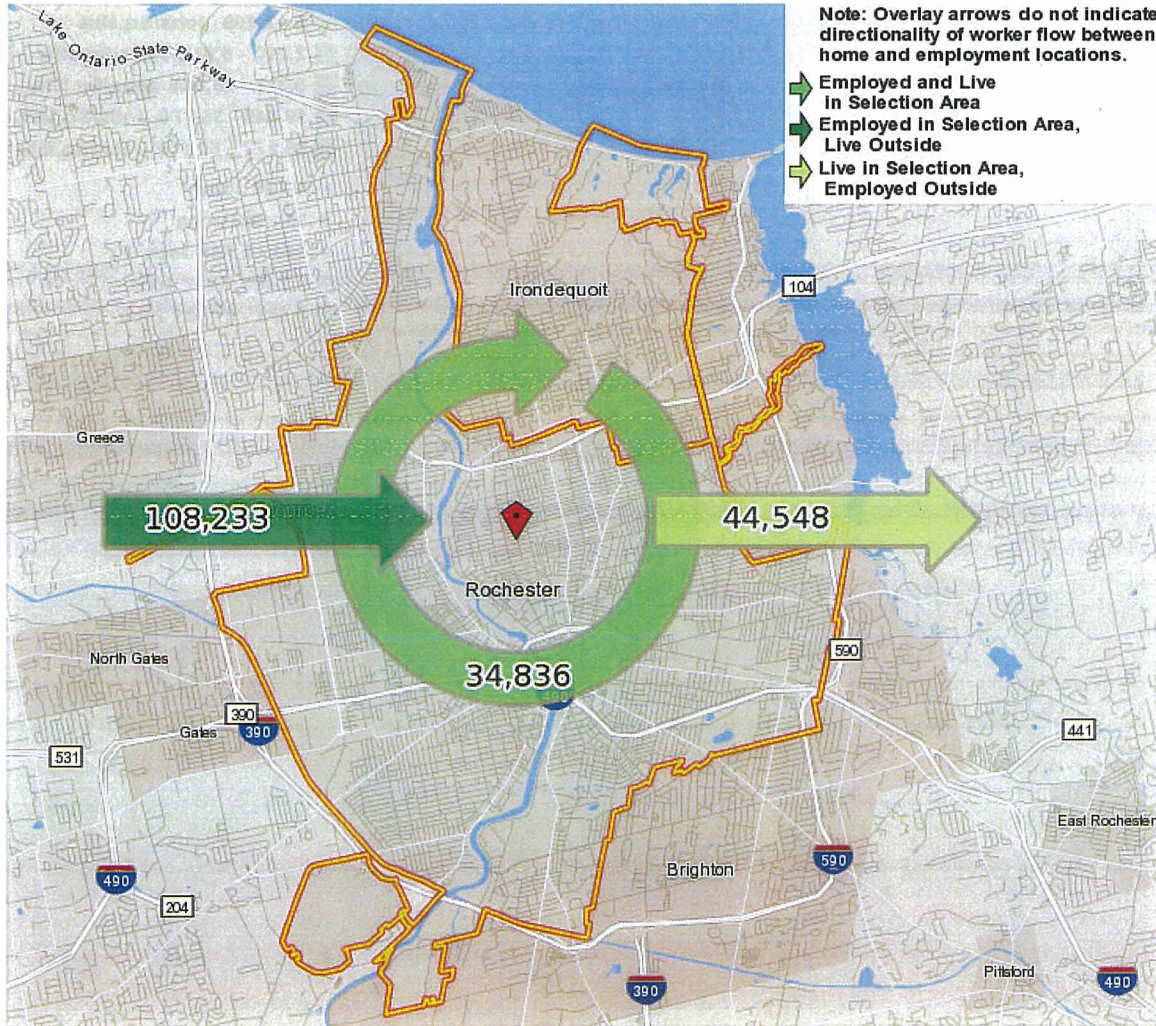 Note: Overlay arrows do not indicate
directionality of worker flow between
home and employment locations.
Employed and Live
in Selection Area
Employed in Selection Area,
Live Outside
Live in Selection Area,
Employed Outside
Lake Ontario State Parkway
Irondequoit
104
Greece
108,233
44,548
Rochester
34,836
490
590
North Gates
390
390
Gates
531
441
East Rochester
Brighton
590
490
204
390
Pittsford
490